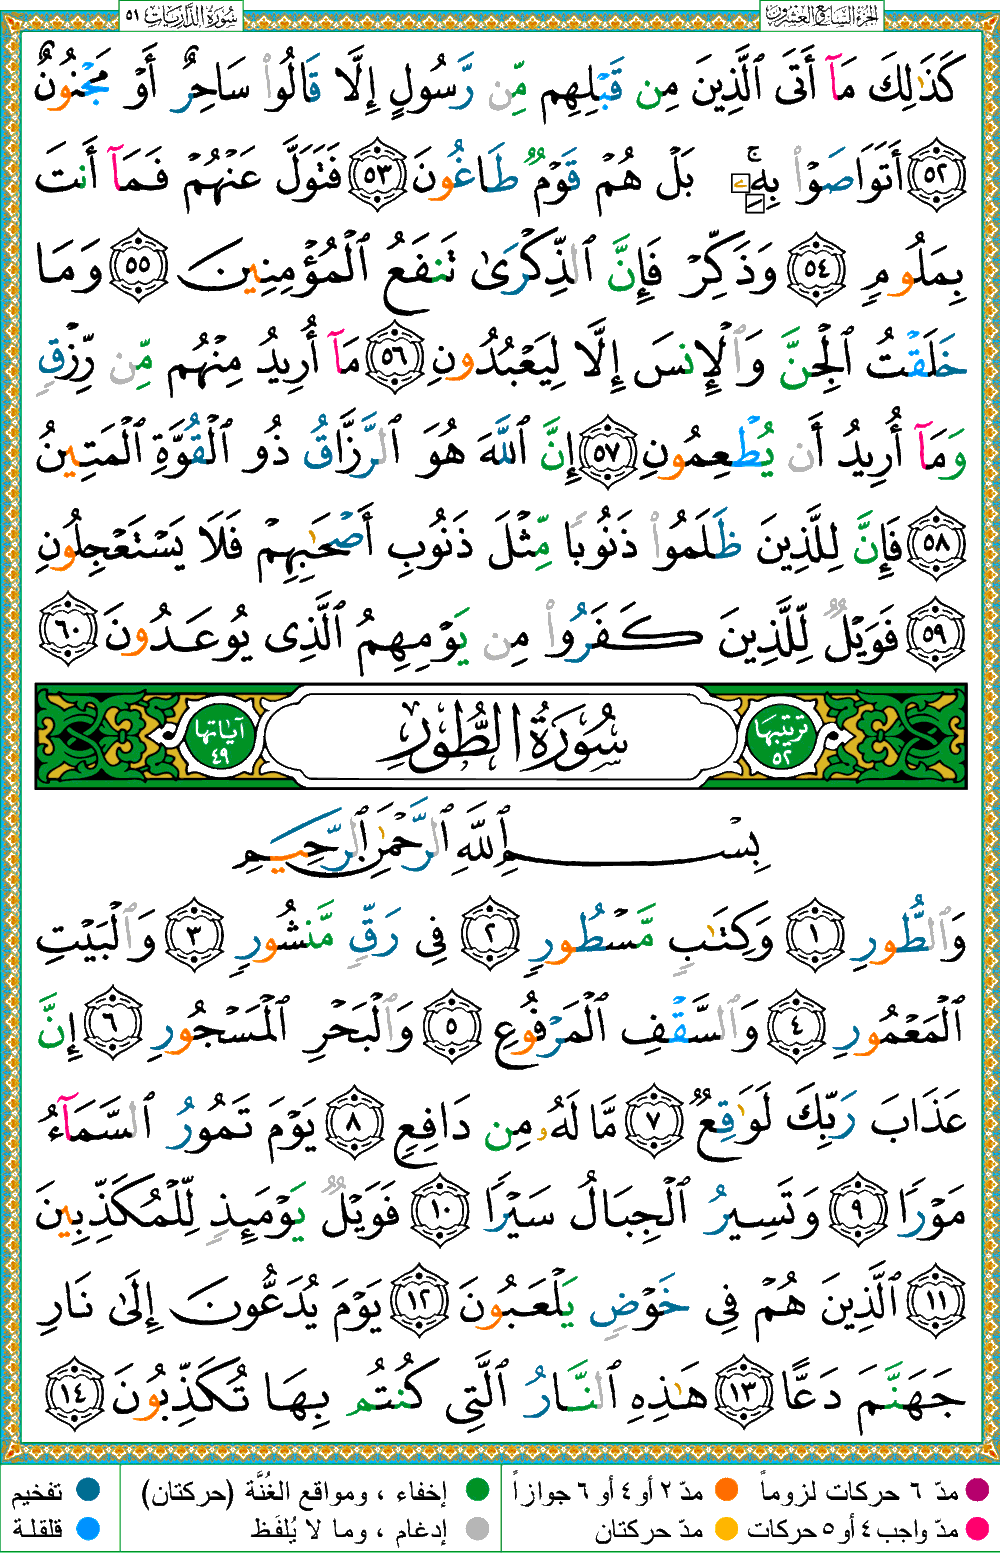 الجزء السابع العشرون
سورة الذاريات ٥١
كَذَٰلِكَ مَآ أَتَى ٱلَّذِينَ مِن قَبۡلِهِم مِّن رَّسُولٍ إِلَّا قَالُواْ سَاحِرٌ أَوۡ مَجۡنُونٌ
٥٢ أَتَوَاصَوۡاْ بِهِۦۚ بَلۡ هُمۡ قَوۡمٌ طَاغُونَ ٥٣ فَتَوَلَّ عَنۡهُمۡ فَمَآ أَنتَ
بِمَلُومٍ ٥٤ وَذَكِّرۡ فَإِنَّ ٱلذِّكۡرَىٰ تَنفَعُ ٱلۡمُؤۡمِنِينَ ٥٥ وَمَا
خَلَقۡتُ ٱلۡجِنَّ وَٱلۡإِنسَ إِلَّا لِيَعۡبُدُونِ ٥٦ مَآ أُرِيدُ مِنۡهُم مِّن رِّزۡقٍ
وَمَآ أُرِيدُ أَن يُطۡعِمُونِ ٥٧ إِنَّ ٱللَّهَ هُوَ ٱلرَّزَّاقُ ذُو ٱلۡقُوَّةِ ٱلۡمَتِينُ
٥٨ فَإِنَّ لِلَّذِينَ ظَلَمُواْ ذَنُوبًا مِّثۡلَ ذَنُوبِ أَصۡحَٰبِهِمۡ فَلَا يَسۡتَعۡجِلُونِ
٥٩ فَوَيۡلٌ لِّلَّذِينَ كَفَرُواْ مِن يَوۡمِهِمُ ٱلَّذِي يُوعَدُونَ ٦٠
ترتيبها ٥٢ سُورَةُ الطُّورِ آياتها ٤٩
بِسۡمِ ٱللَّهِ ٱلرَّحۡمَٰنِ ٱلرَّحِيمِ
وَٱلطُّورِ ١ وَكِتَٰبٍ مَّسۡطُورٍ ٢ فِي رَقٍّ مَّنشُورٍ ٣ وَٱلۡبَيۡتِ
ٱلۡمَعۡمُورِ ٤ وَٱلسَّقۡفِ ٱلۡمَرۡفُوعِ ٥ وَٱلۡبَحۡرِ ٱلۡمَسۡجُورِ ٦ إِنَّ
عَذَابَ رَبِّكَ لَوَٰقِعٌ ٧ مَّا لَهُۥ مِن دَافِعٍ ٨ يَوۡمَ تَمُورُ ٱلسَّمَآءُ
مَوۡرًا ٩ وَتَسِيرُ ٱلۡجِبَالُ سَيۡرًا ١٠ فَوَيۡلٌ يَوۡمَئِذٍ لِّلۡمُكَذِّبِينَ
١١ ٱلَّذِينَ هُمۡ فِي خَوۡضٍ يَلۡعَبُونَ ١٢ يَوۡمَ يُدَعُّونَ إِلَىٰ نَارِ
جَهَنَّمَ دَعًّا ١٣ هَٰذِهِ ٱلنَّارُ ٱلَّتِي كُنتُم بِهَا تُكَذِّبُونَ ١٤
مدّ ٦ حركات لزوماً مدّ ٢ أو ٤ أو ٦ جوازاً إخفاء ، ومواقع الغُنَّة (حركتان) تفخيم
مدّ واجب ٤ أو ٥ حركات مدّ حركتان إدغام ، وما لا يُلفَظ قلقلة